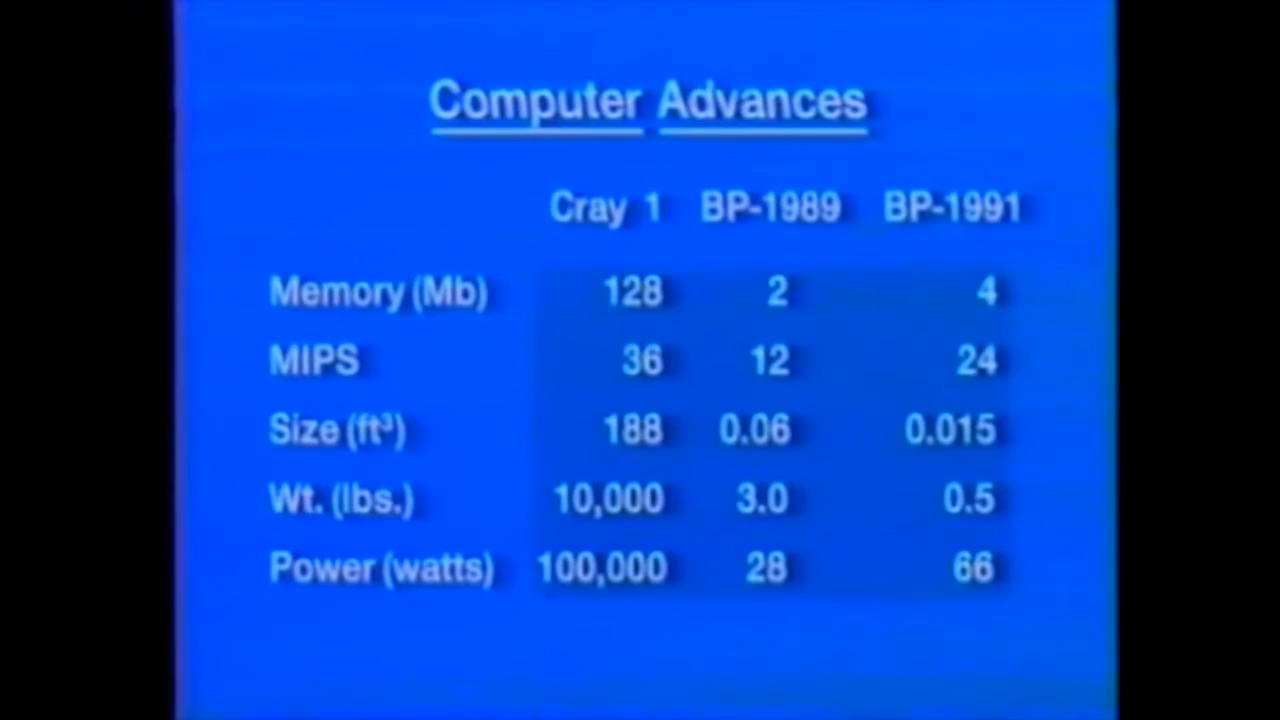 Computer Advances
Cray 1 BP-1989 BP-1991
Memory (Mb) 128 2 4
MIPS 36 12 24
Size (ft³) 188 0.06 0.015
Wt. (lbs.) 10,000 3.0 0.5
Power (watts) 100,000 28 66